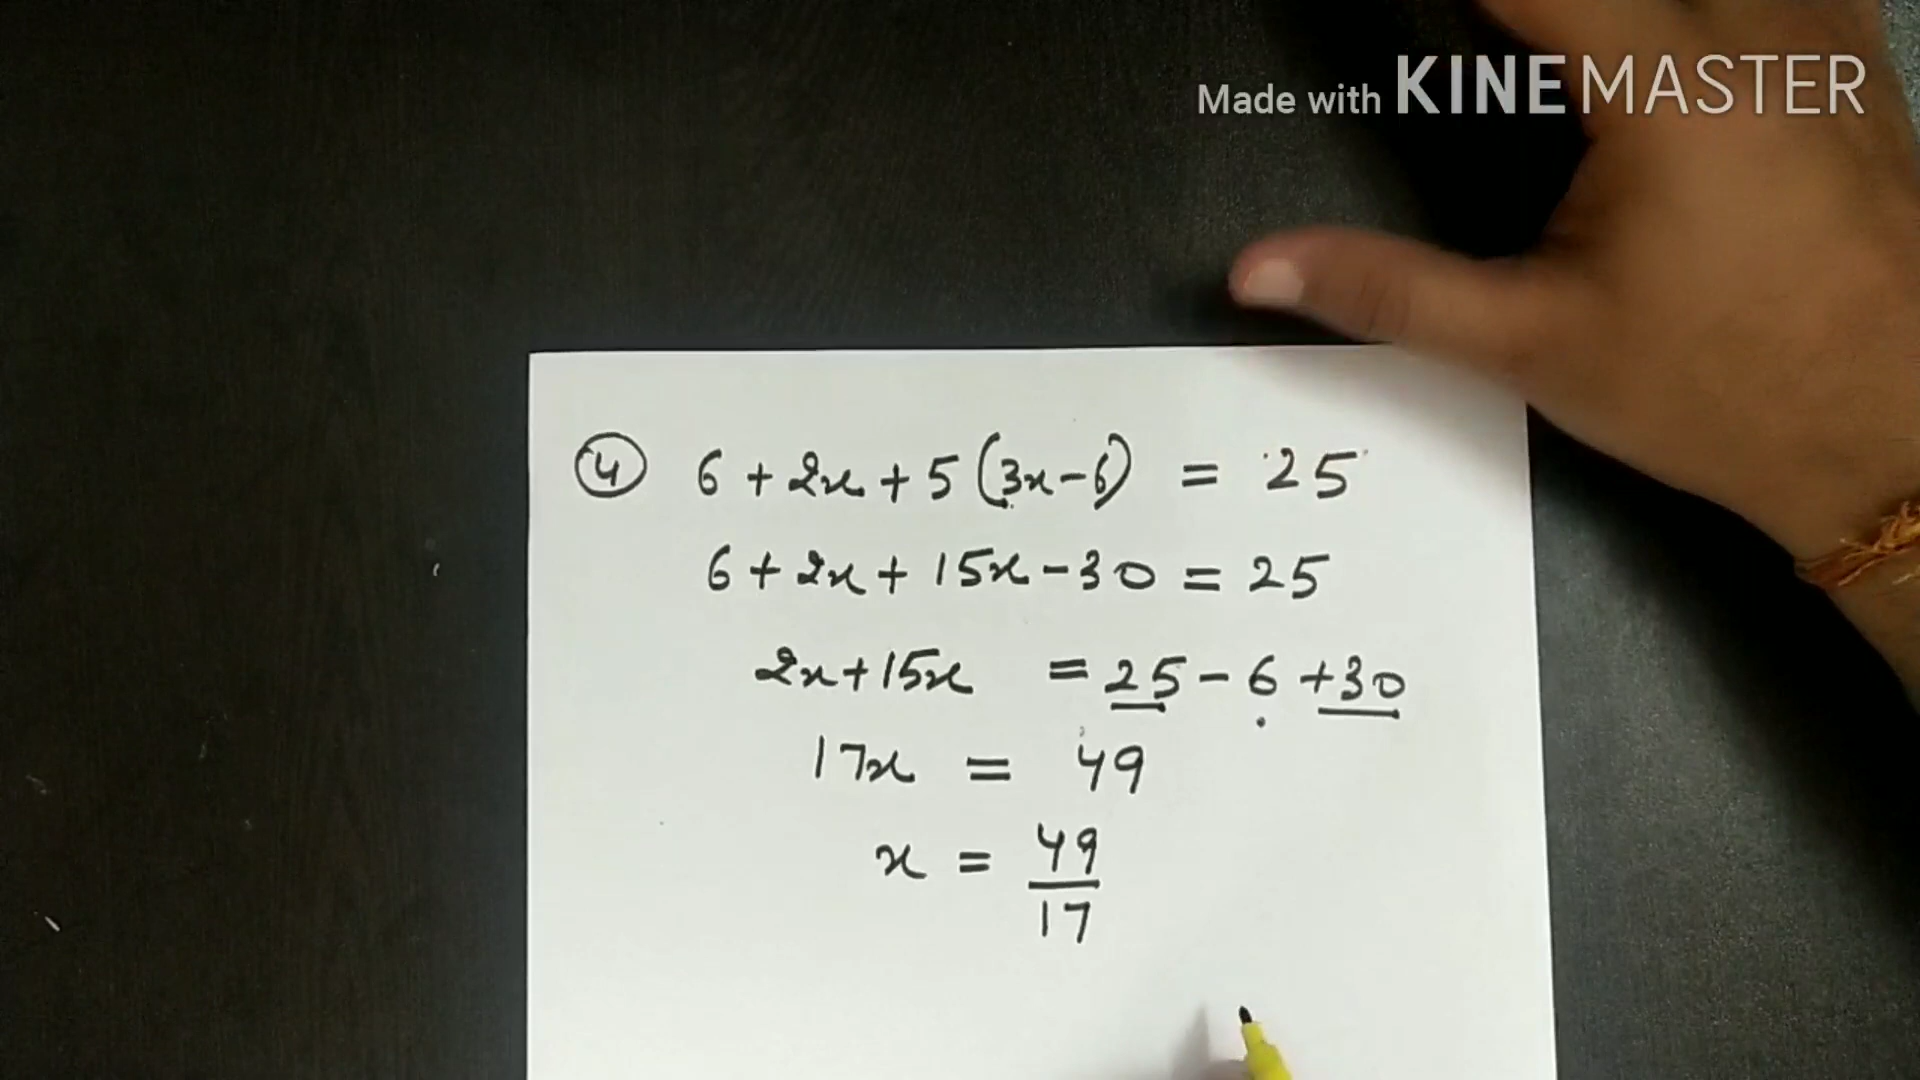 Made with KINEMASTER
④ 6 + 2x + 5 (3x - 6) = 25
6 + 2x + 15x - 30 = 25
2x + 15x = 25 - 6 + 30
17x = 49
x = 49/17